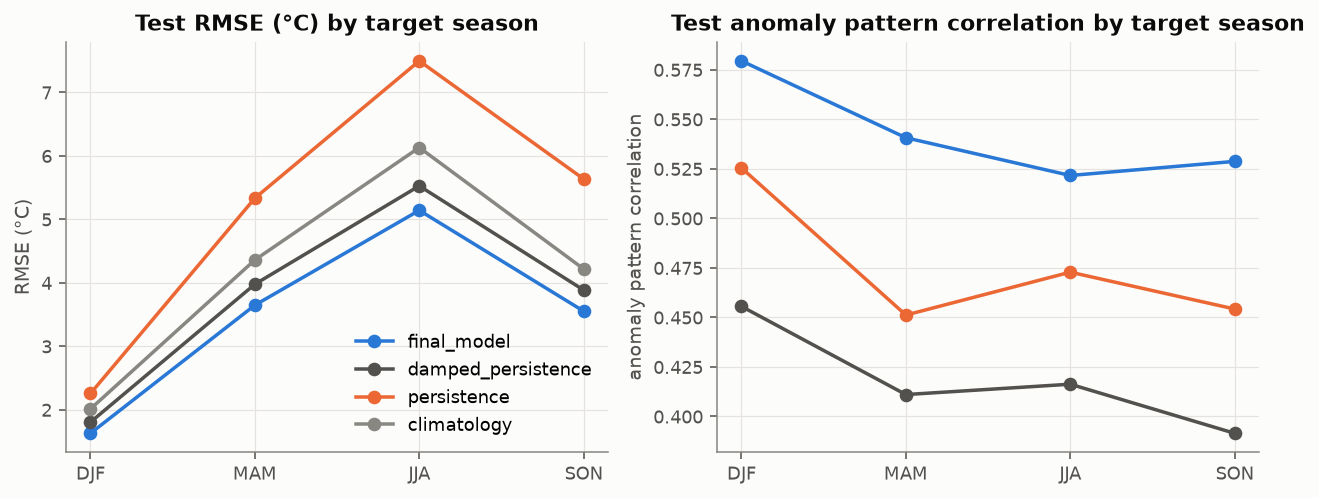 Test RMSE (°C) by target season
RMSE (°C)
7
6
5
4
3
2
DJF
MAM
JJA
SON
final_model
damped_persistence
persistence
climatology
Test anomaly pattern correlation by target season
anomaly pattern correlation
0.575
0.550
0.525
0.500
0.475
0.450
0.425
0.400
DJF
MAM
JJA
SON